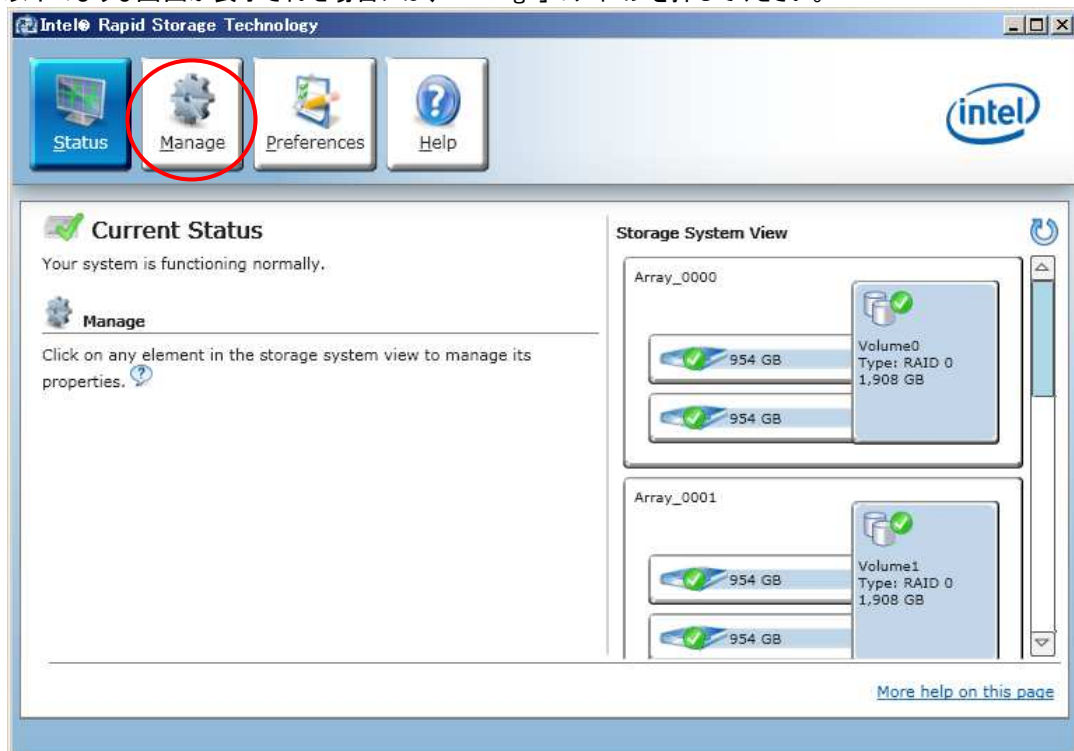 Intel® Rapid Storage Technology
Status
Manage
Preferences
Help
intel
Current Status
Your system is functioning normally.
Manage
Click on any element in the storage system view to manage its
properties.
Storage System View
Array_0000
954 GB
954 GB
Volume0
Type: RAID 0
1,908 GB
Array_0001
954 GB
954 GB
Volume1
Type: RAID 0
1,908 GB
More help on this page